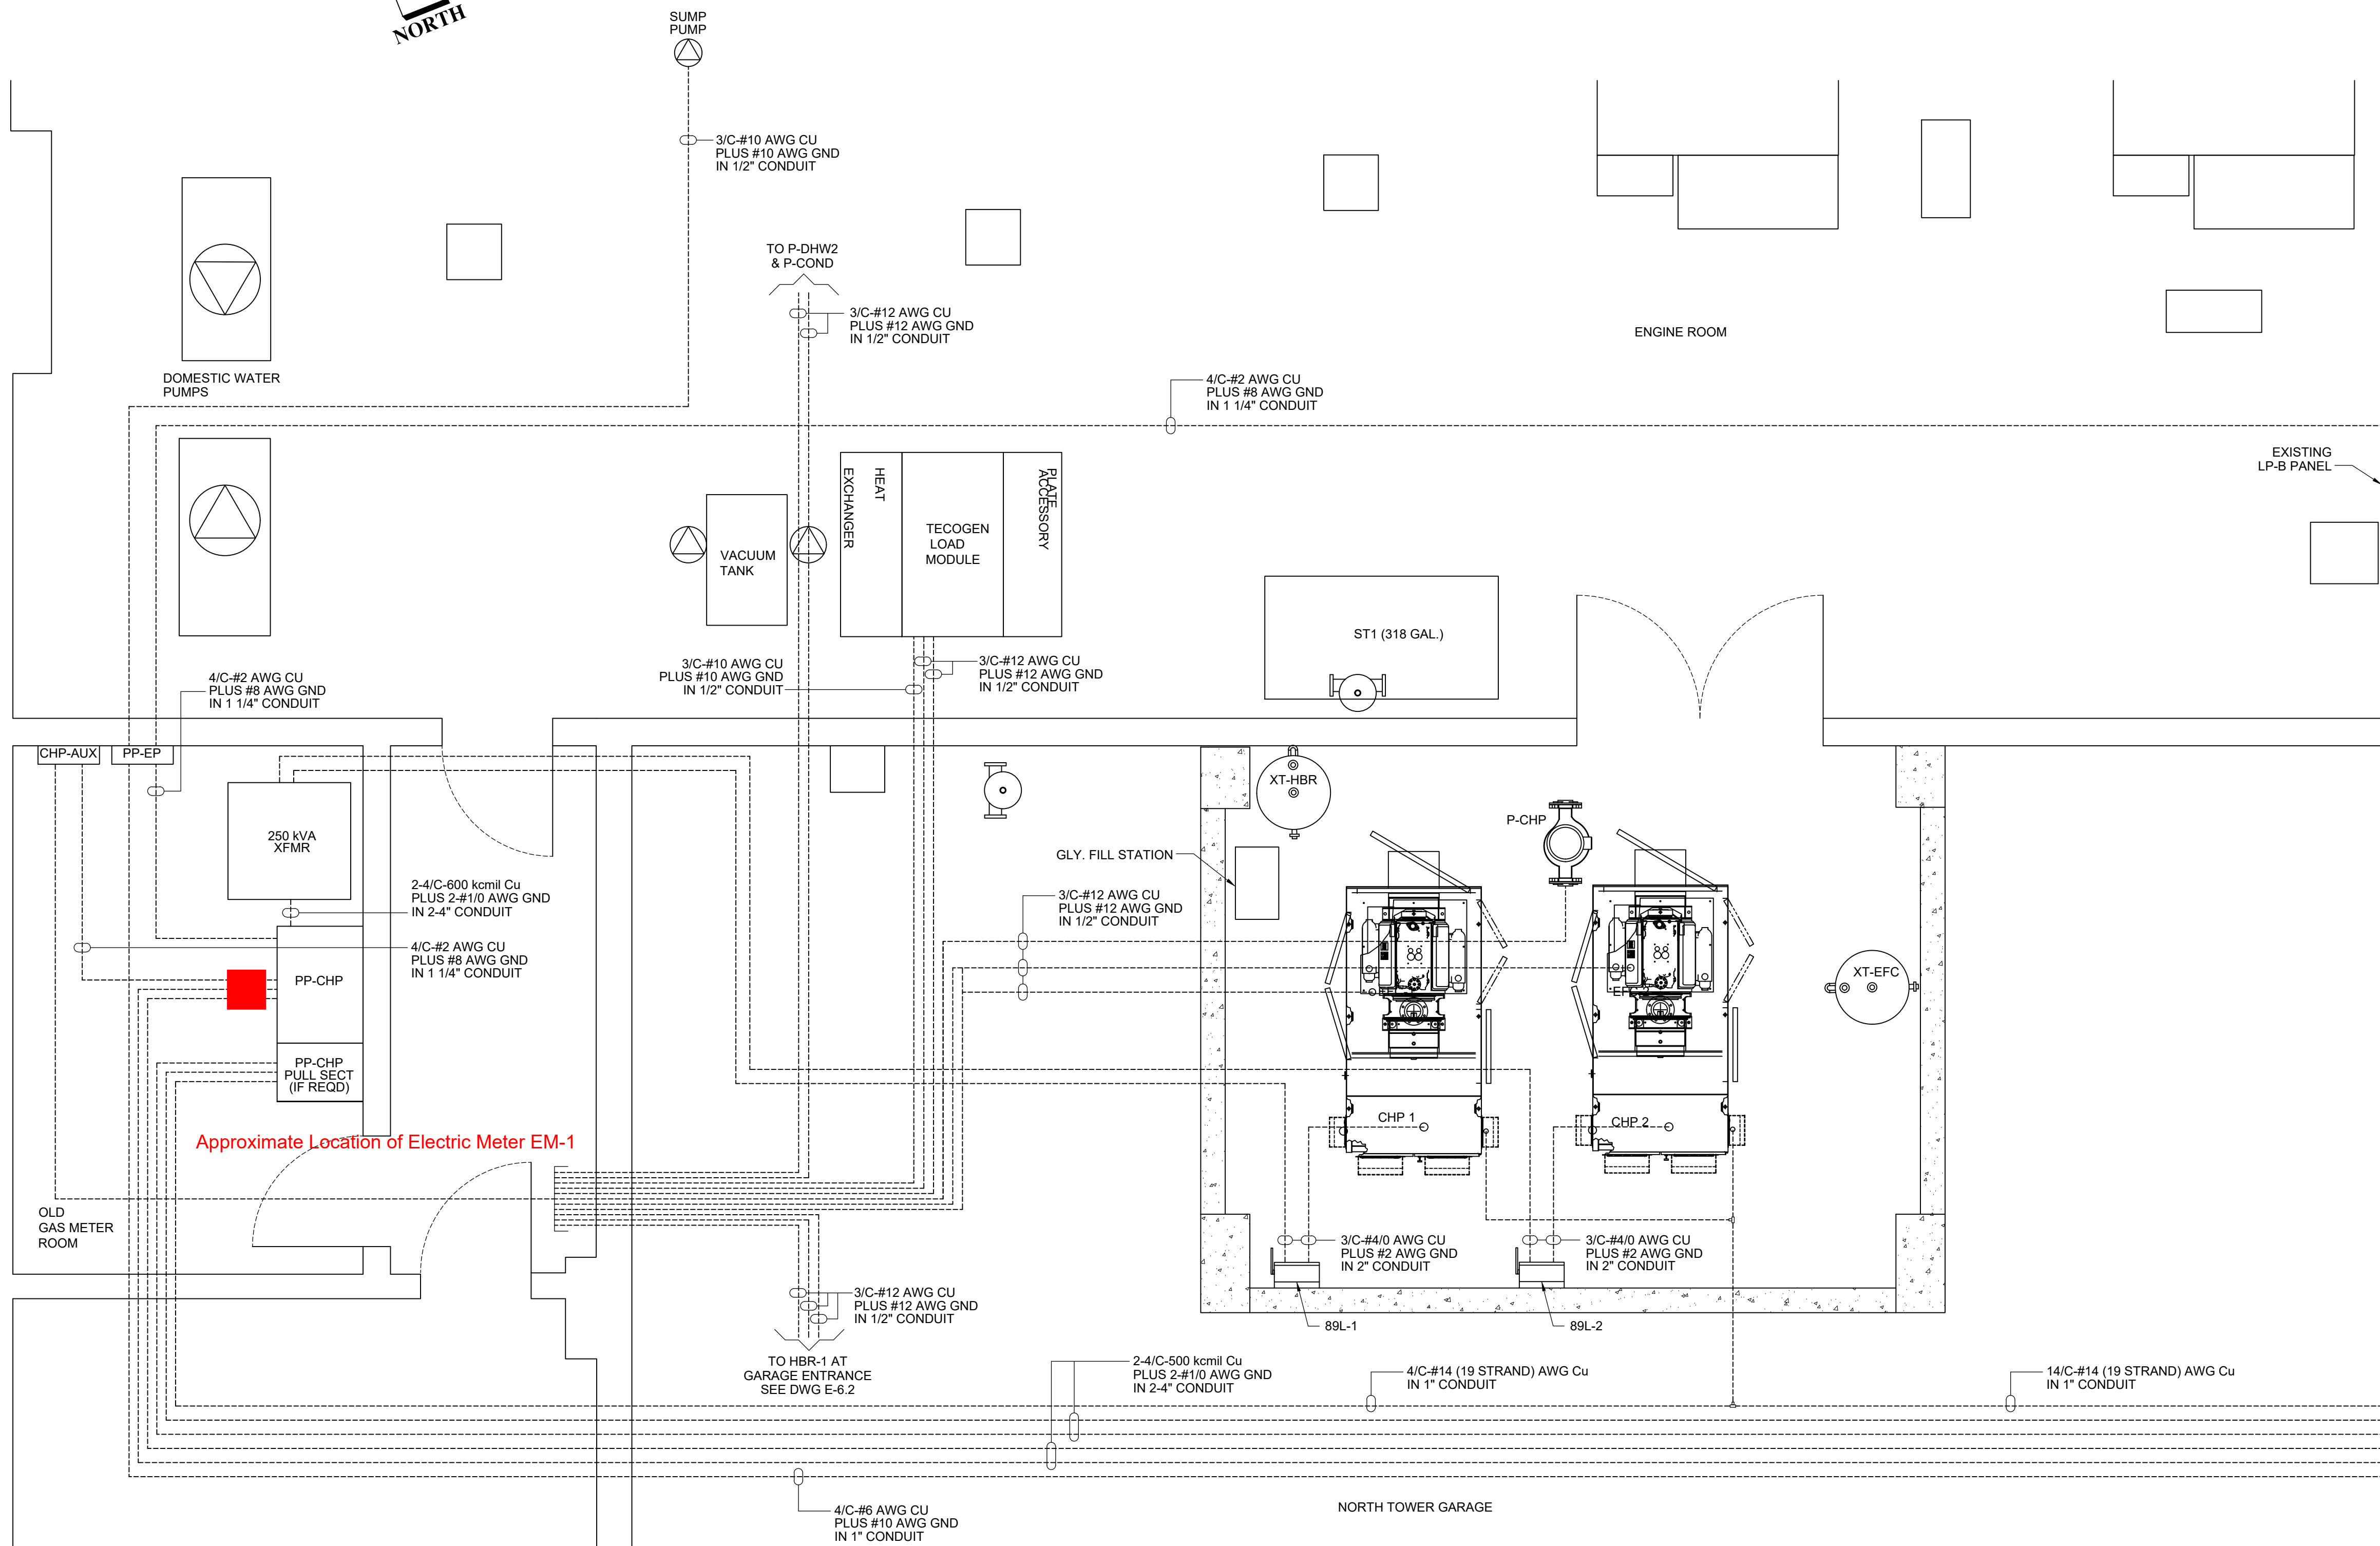 NORTH
SUMP
PUMP
3/C-#10 AWG CU
PLUS #10 AWG GND
IN 1/2" CONDUIT
TO P-DHW2
& P-COND
3/C-#12 AWG CU
PLUS #12 AWG GND
IN 1/2" CONDUIT
ENGINE ROOM
DOMESTIC WATER
PUMPS
4/C-#2 AWG CU
PLUS #8 AWG GND
IN 1 1/4" CONDUIT
EXISTING
LP-B PANEL
HEAT
EXCHANGER
TECOGEN
LOAD
MODULE
PLATE
ACCESSORY
VACUUM
TANK
ST1 (318 GAL.)
3/C-#10 AWG CU
PLUS #10 AWG GND
IN 1/2" CONDUIT
3/C-#12 AWG CU
PLUS #12 AWG GND
IN 1/2" CONDUIT
4/C-#2 AWG CU
PLUS #8 AWG GND
IN 1 1/4" CONDUIT
CHP-AUX
PP-EP
XT-HBR
P-CHP
250 kVA
XFMR
GLY. FILL STATION
2-4/C-600 kcmil Cu
PLUS 2-#1/0 AWG GND
IN 2-4" CONDUIT
3/C-#12 AWG CU
PLUS #12 AWG GND
IN 1/2" CONDUIT
4/C-#2 AWG CU
PLUS #8 AWG GND
IN 1 1/4" CONDUIT
PP-CHP
XT-EFC
PP-CHP
PULL SECT
(IF REQD)
CHP 1
CHP 2
Approximate Location of Electric Meter EM-1
OLD
GAS METER
ROOM
3/C-#4/0 AWG CU
PLUS #2 AWG GND
IN 2" CONDUIT
3/C-#4/0 AWG CU
PLUS #2 AWG GND
IN 2" CONDUIT
3/C-#12 AWG CU
PLUS #12 AWG GND
IN 1/2" CONDUIT
89L-1
89L-2
TO HBR-1 AT
GARAGE ENTRANCE
SEE DWG E-6.2
2-4/C-500 kcmil Cu
PLUS 2-#1/0 AWG GND
IN 2-4" CONDUIT
4/C-#14 (19 STRAND) AWG Cu
IN 1" CONDUIT
14/C-#14 (19 STRAND) AWG Cu
IN 1" CONDUIT
4/C-#6 AWG CU
PLUS #10 AWG GND
IN 1" CONDUIT
NORTH TOWER GARAGE